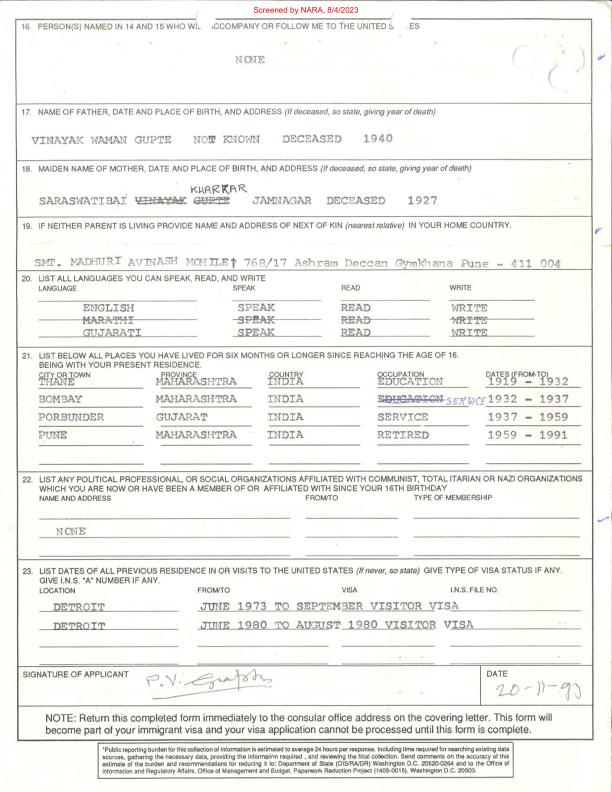 Screened by NARA, 8/4/2023
16. PERSON(S) NAMED IN 14 AND 15 WHO WIL ACCOMPANY OR FOLLOW ME TO THE UNITED S ES
NONE
17. NAME OF FATHER, DATE AND PLACE OF BIRTH, AND ADDRESS (If deceased, so state, giving year of death)
VINAYAK WAMAN GUPTE NOT KNOWN DECEASED 1940
18. MAIDEN NAME OF MOTHER, DATE AND PLACE OF BIRTH, AND ADDRESS (If deceased, so state, giving year of death)
KHARKAR
SARASWATIBAI VINAYAK GUPTE JAMNAGAR DECEASED 1927
19. IF NEITHER PARENT IS LIVING PROVIDE NAME AND ADDRESS OF NEXT OF KIN (nearest relative) IN YOUR HOME COUNTRY.
SMT. MADHURI AVINASH MOHILE, 768/17 Ashram Deccan Gymkhana Pune - 411 004
20. LIST ALL LANGUAGES YOU CAN SPEAK, READ, AND WRITE
LANGUAGE SPEAK READ WRITE
ENGLISH SPEAK READ WRITE
MARATHI SPEAK READ WRITE
GUJARATI SPEAK READ WRITE
21. LIST BELOW ALL PLACES YOU HAVE LIVED FOR SIX MONTHS OR LONGER SINCE REACHING THE AGE OF 16.
BEING WITH YOUR PRESENT RESIDENCE.
CITY OR TOWN PROVINCE COUNTRY OCCUPATION DATES (FROM-TO)
THANE MAHARASHTRA INDIA EDUCATION 1919 - 1932
BOMBAY MAHARASHTRA INDIA EDUCATION SERVICE 1932 - 1937
PORBUNDER GUJARAT INDIA SERVICE 1937 - 1959
PUNE MAHARASHTRA INDIA RETIRED 1959 - 1991
22. LIST ANY POLITICAL PROFESSIONAL, OR SOCIAL ORGANIZATIONS AFFILIATED WITH COMMUNIST, TOTAL ITARIAN OR NAZI ORGANIZATIONS
WHICH YOU ARE NOW OR HAVE BEEN A MEMBER OF OR AFFILIATED WITH SINCE YOUR 16TH BIRTHDAY
NAME AND ADDRESS FROM/TO TYPE OF MEMBERSHIP
NONE
23. LIST DATES OF ALL PREVIOUS RESIDENCE IN OR VISITS TO THE UNITED STATES (If never, so state) GIVE TYPE OF VISA STATUS IF ANY.
GIVE I.N.S. "A" NUMBER IF ANY.
LOCATION FROM/TO VISA I.N.S. FILE NO.
DETROIT JUNE 1973 TO SEPTEMBER VISITOR VISA
DETROIT JUNE 1980 TO AUGUST 1980 VISITOR VISA
SIGNATURE OF APPLICANT P.V. Gupte DATE
20-11-90
NOTE: Return this completed form immediately to the consular office address on the covering letter. This form will
become part of your immigrant visa and your visa application cannot be processed until this form is complete.
*Public reporting burden for this collection of information is estimated to average 24 hours per response. Including time required for searching existing data
sources, gathering the necessary data, providing the information required, and reviewing the final collection. Send comments on the accuracy of this
estimate of the burden and recommendations for reducing it to: Department of State (OIS/RA/DR) Washington D.C. 20520-0264 and to the Office of
Information and Regulatory Affairs. Office of Management and Budget. Paperwork Reduction Project (1405-0015). Washington D.C. 20503.